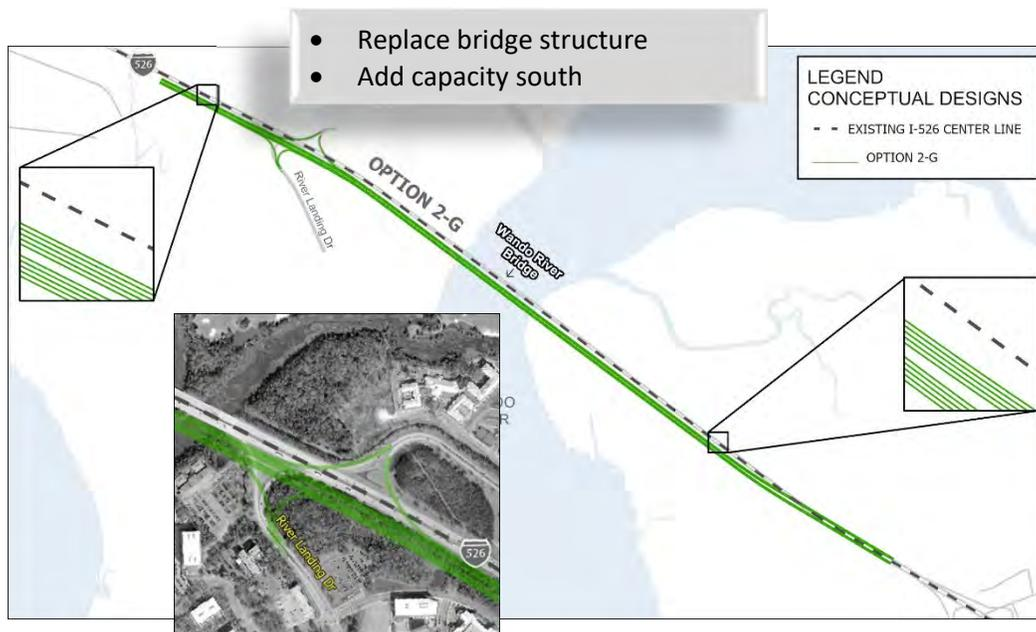 • Replace bridge structure
• Add capacity south
526
LEGEND
CONCEPTUAL DESIGNS
EXISTING I-526 CENTER LINE
OPTION 2-G
River Landing Dr
OPTION 2-G
Wando River
Bridge
River Landing Dr
526